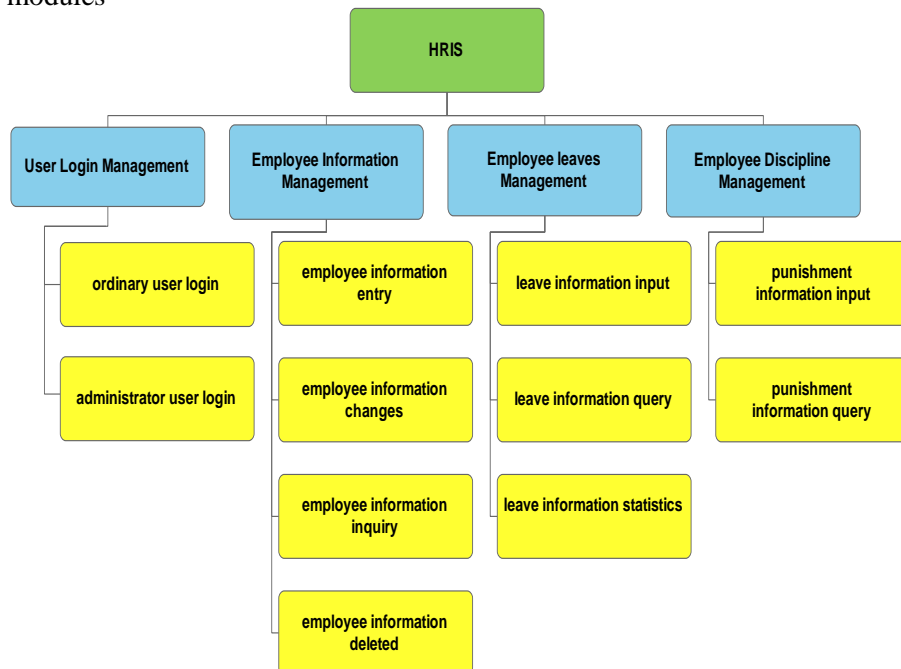 modules
HRIS
User Login Management
Employee Information
Management
Employee leaves
Management
Employee Discipline
Management
ordinary user login
administrator user login
employee information
entry
employee information
changes
employee information
inquiry
employee information
deleted
leave information input
leave information query
leave information statistics
punishment
information input
punishment
information query